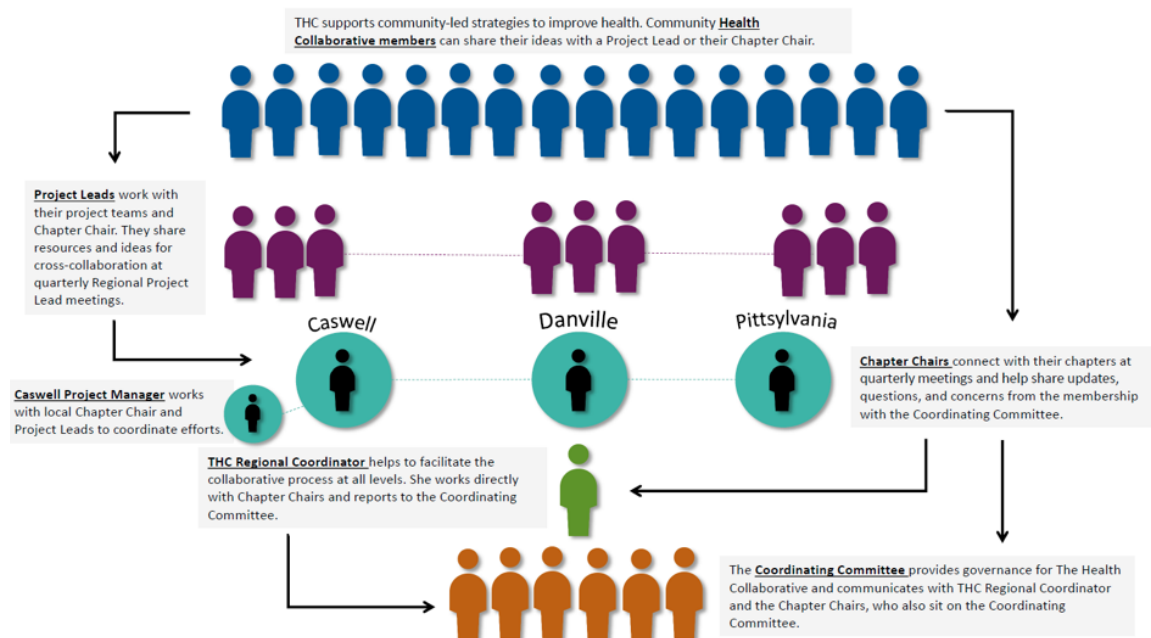 THC supports community-led strategies to improve health. Community Health
Collaborative members can share their ideas with a Project Lead or their Chapter Chair.
Project Leads work with
their project teams and
Chapter Chair. They share
resources and ideas for
cross-collaboration at
quarterly Regional Project
Lead meetings.
Caswell
Danville
Pittsylvania
Caswell Project Manager works
with local Chapter Chair and
Project Leads to coordinate efforts.
Chapter Chairs connect with their chapters at
quarterly meetings and help share updates,
questions, and concerns from the membership
with the Coordinating Committee.
THC Regional Coordinator helps to facilitate the
collaborative process at all levels. She works directly
with Chapter Chairs and reports to the Coordinating
Committee.
The Coordinating Committee provides governance for The Health
Collaborative and communicates with THC Regional Coordinator
and the Chapter Chairs, who also sit on the Coordinating
Committee.